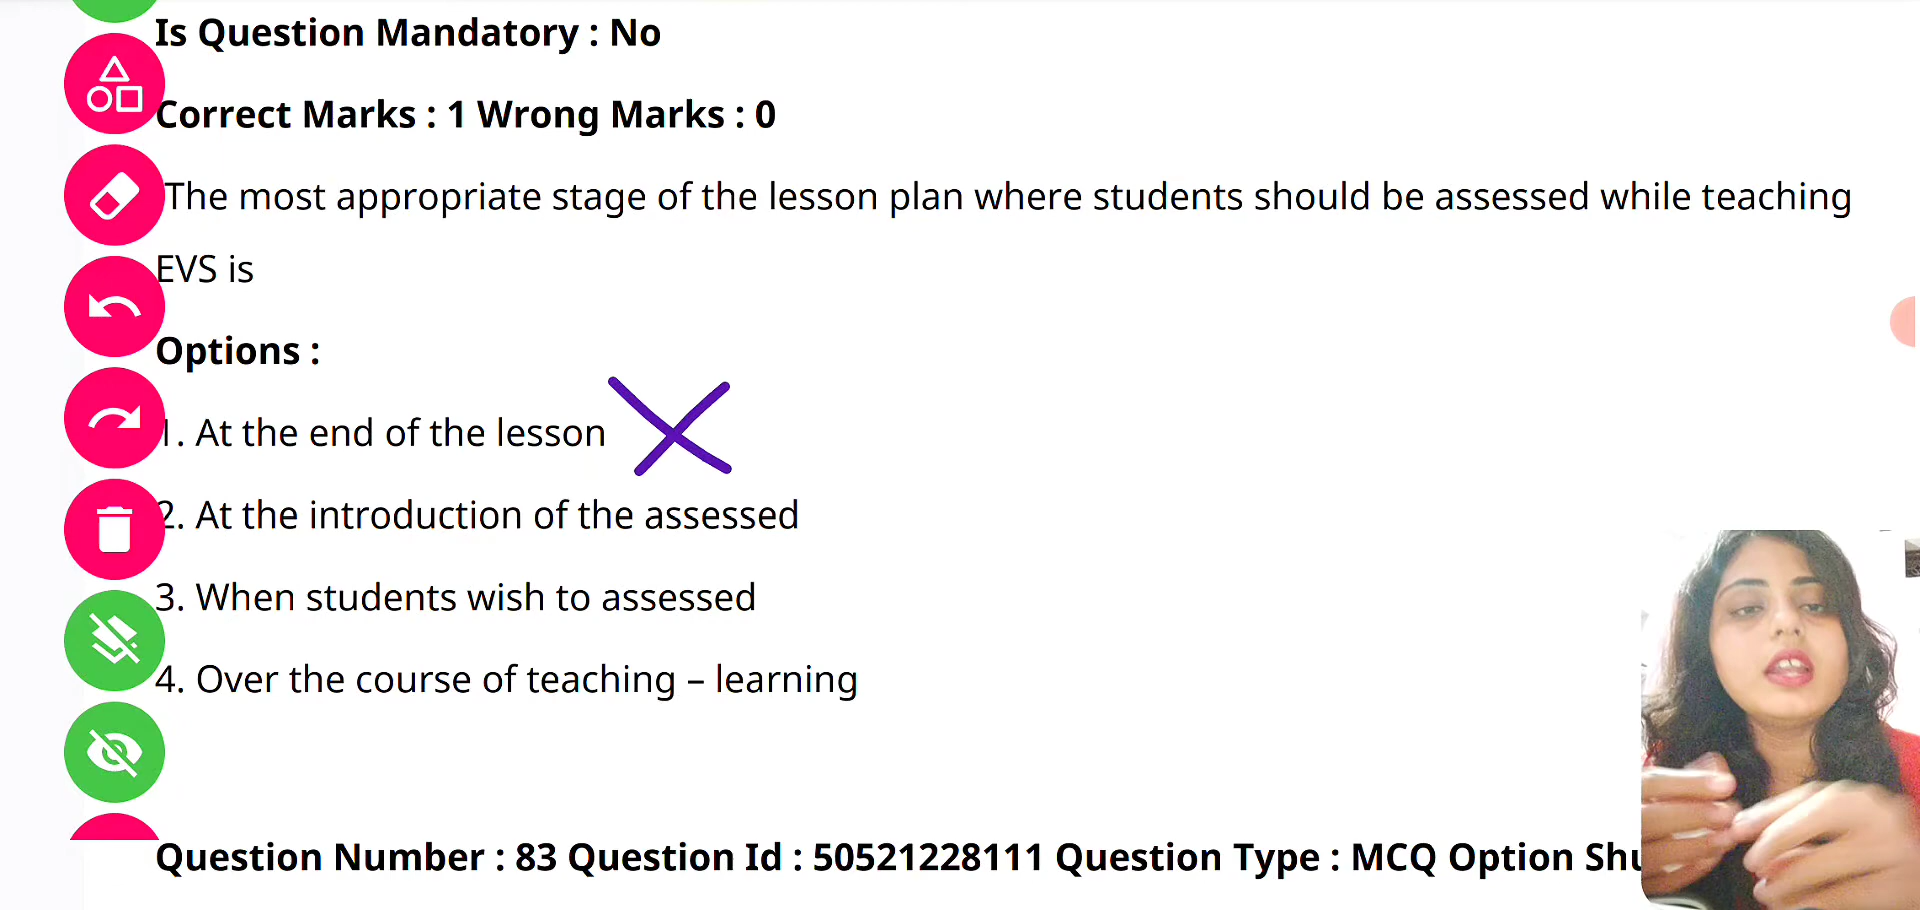 Is Question Mandatory : No
Correct Marks : 1 Wrong Marks : 0
The most appropriate stage of the lesson plan where students should be assessed while teaching
EVS is
Options :
1. At the end of the lesson
2. At the introduction of the assessed
3. When students wish to assessed
4. Over the course of teaching – learning
Question Number : 83 Question Id : 50521228111 Question Type : MCQ Option